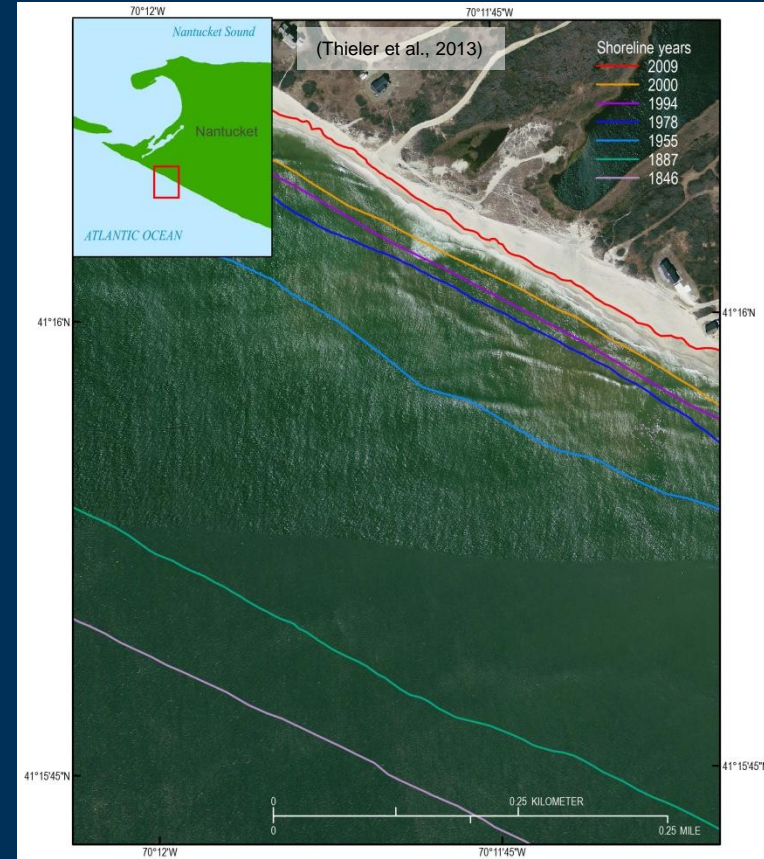 70°12'W
70°11'45"W
Nantucket Sound
(Thieler et al., 2013)
Shoreline years
2009
2000
1994
1978
1955
1887
1846
Nantucket
ATLANTIC OCEAN
41°16'N
41°16'N
41°15'45"N
41°15'45"N
0
0.25 KILOMETER
0
0.25 MILE
70°12'W
70°11'45"W